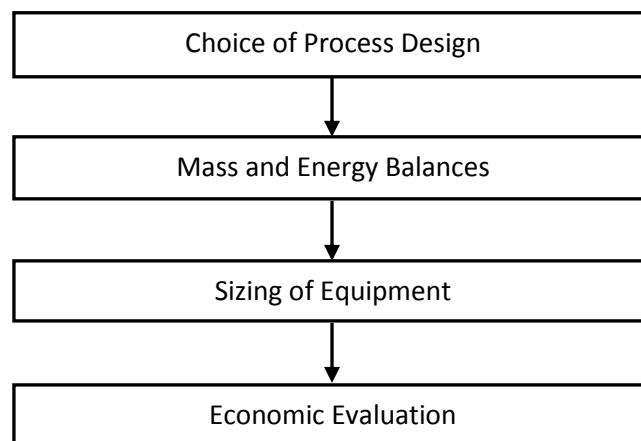 Choice of Process Design
Mass and Energy Balances
Sizing of Equipment
Economic Evaluation